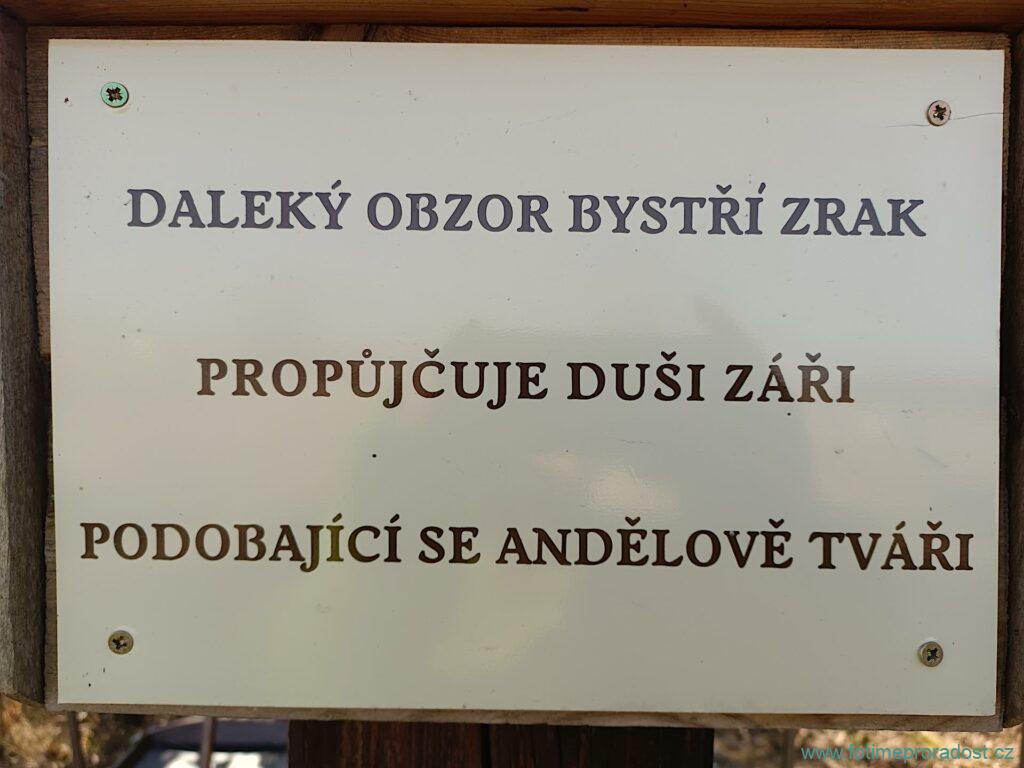 DALEKÝ OBZOR BYSTŘÍ ZRAK
PROPŮJČUJE DUŠI ZÁŘI
PODOBAJÍCÍ SE ANDĚLOVĚ TVÁŘI
www.fotimeproradost.cz